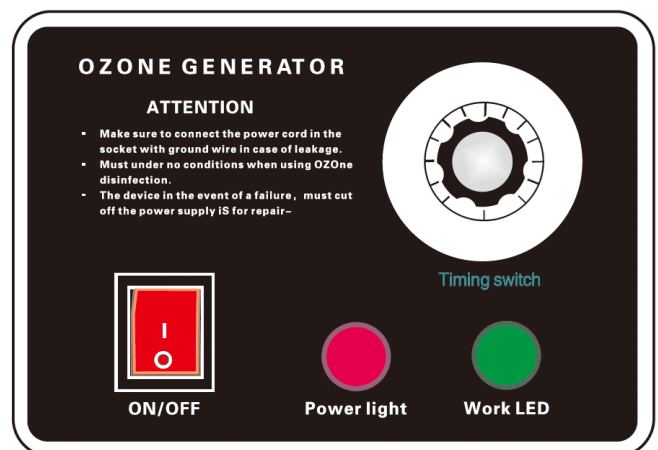 OZONE GENERATOR
ATTENTION
- Make sure to connect the power cord in the
socket with ground wire in case of leakage.
- Must under no conditions when using OZOne
disinfection.
- The device in the event of a failure, must cut
off the power supply iS for repair-
Timing switch
I
O
ON/OFF
Power light
Work LED